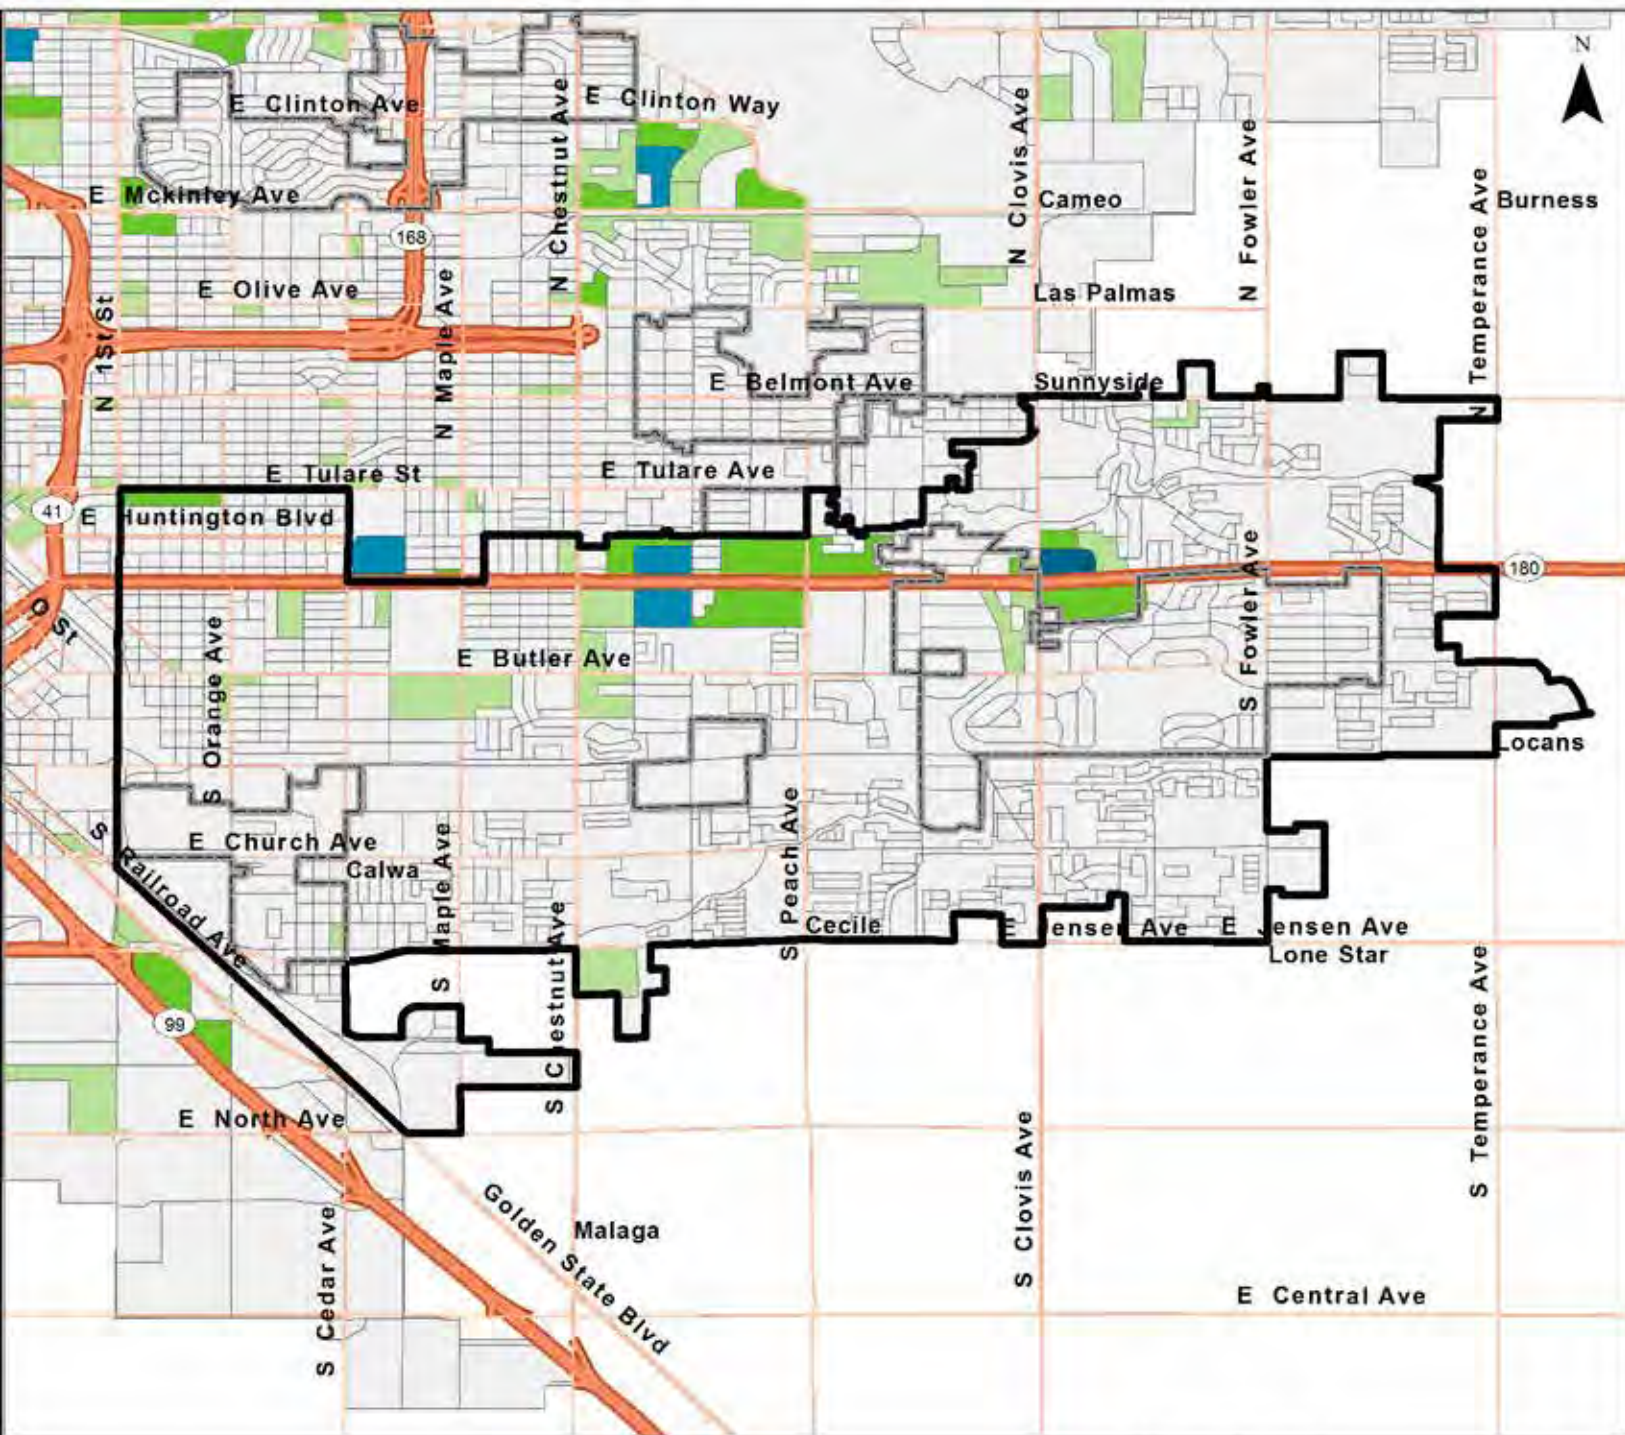 N
E Clinton Ave
E Clinton Way
N Chestnut Ave
N Clovis Ave
N Fowler Ave
N Temperance Ave
E Mckinley Ave
Cameo
Burness
168
E Olive Ave
Las Palmas
N 1St St
N Maple Ave
E Belmont Ave
Sunnyside
E Tulare St
E Tulare Ave
41
E Huntington Blvd
180
O St
S Orange Ave
E Butler Ave
S Fowler Ave
Locans
S Peach Ave
E Church Ave
Calwa
S Maple Ave
S Railroad Ave
Cecile
E Jensen Ave
E Jensen Ave
Lone Star
S Chestnut Ave
S Temperance Ave
99
E North Ave
S Clovis Ave
Golden State Blvd
Malaga
S Cedar Ave
E Central Ave